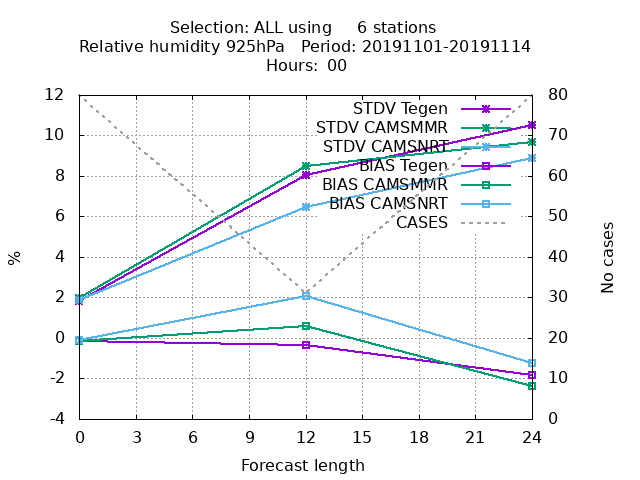 Selection: ALL using     6 stations
Relative humidity 925hPa   Period: 20191101-20191114
Hours:  00
STDV Tegen
STDV CAMSMMR
STDV CAMSNRT
BIAS Tegen
BIAS CAMSMMR
BIAS CAMSNRT
CASES
12
10
8
6
4
2
0
-2
-4
%
80
70
60
50
40
30
20
10
0
No cases
0 3 6 9 12 15 18 21 24
Forecast length